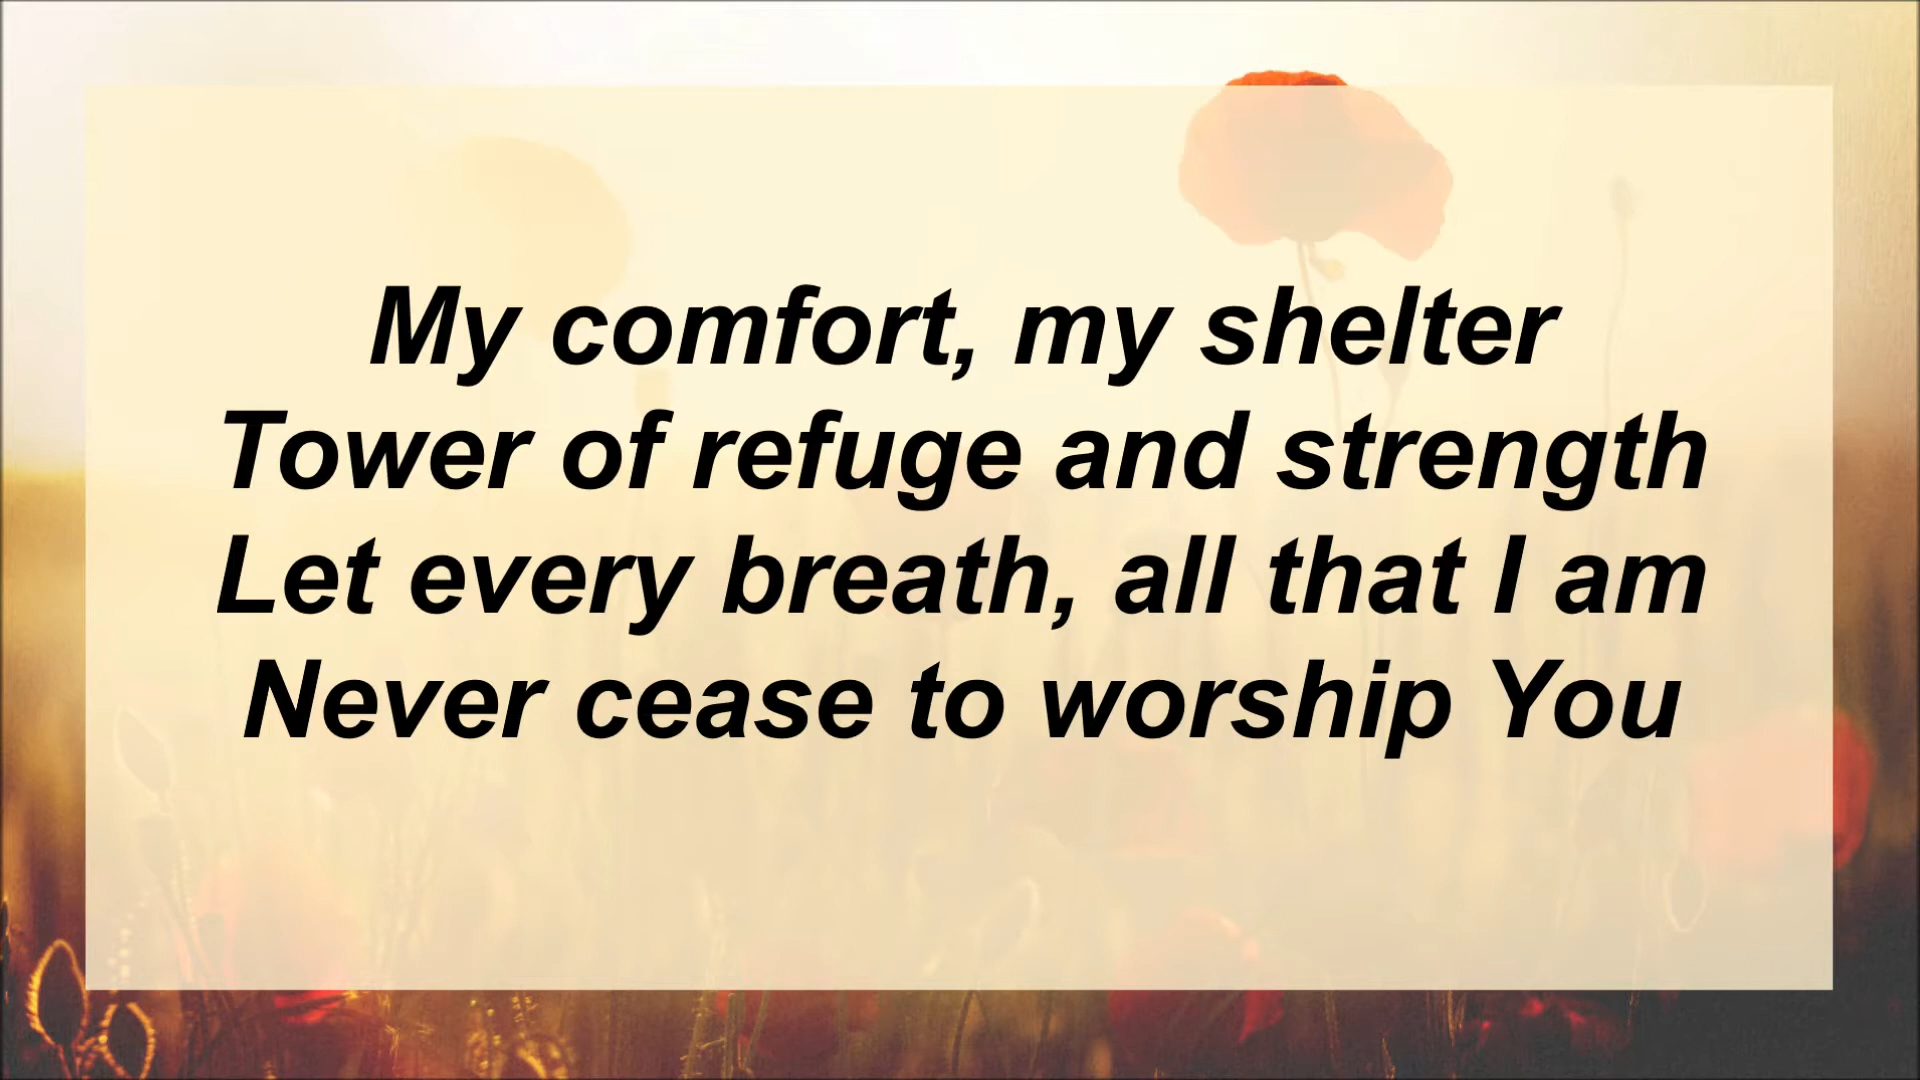 My comfort, my shelter
Tower of refuge and strength
Let every breath, all that I am
Never cease to worship You